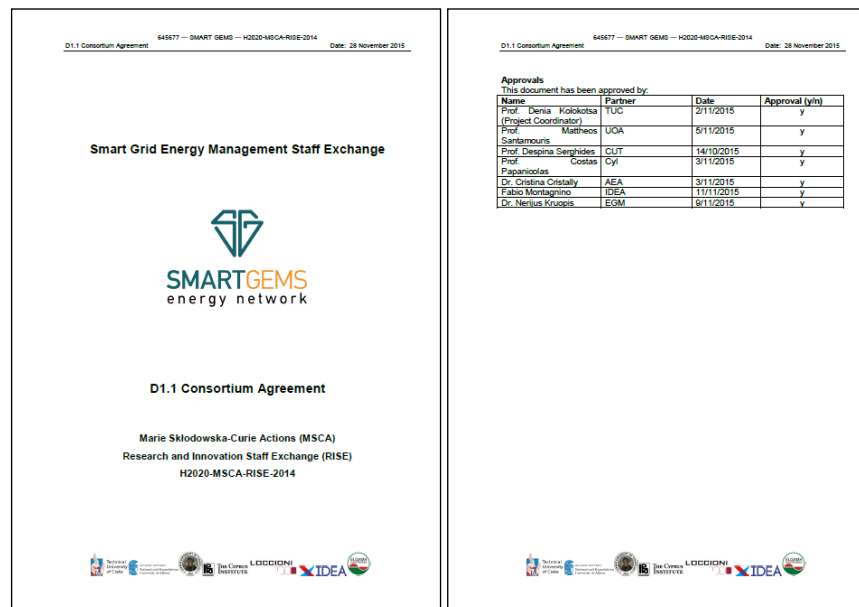 645677 — SMART GEMS — H2020-MSCA-RISE-2014
D1.1 Consortium Agreement Date: 28 November 2015
Smart Grid Energy Management Staff Exchange
SMARTGEMS
energy network
D1.1 Consortium Agreement
Marie Skłodowska-Curie Actions (MSCA)
Research and Innovation Staff Exchange (RISE)
H2020-MSCA-RISE-2014
Technical
University
of Crete
THE CYPRUS
INSTITUTE
LOCCIONI
IDEA
645677 — SMART GEMS — H2020-MSCA-RISE-2014
D1.1 Consortium Agreement Date: 28 November 2015
Approvals
This document has been approved by:
Name Partner Date Approval (y/n)
Prof. Denia Kolokotsa TUC 2/11/2015 y
(Project Coordinator)
Prof. Mattheos UOA 5/11/2015 y
Santamouris
Prof. Despina Serghides CUT 14/10/2015 y
Prof. Costas CyI 3/11/2015 y
Papanicolas
Dr. Cristina Cristally AEA 3/11/2015 y
Fabio Montagnino IDEA 11/11/2015 y
Dr. Nerijus Kruopis EGM 9/11/2015 y
Technical
University
of Crete
THE CYPRUS
INSTITUTE
LOCCIONI
IDEA